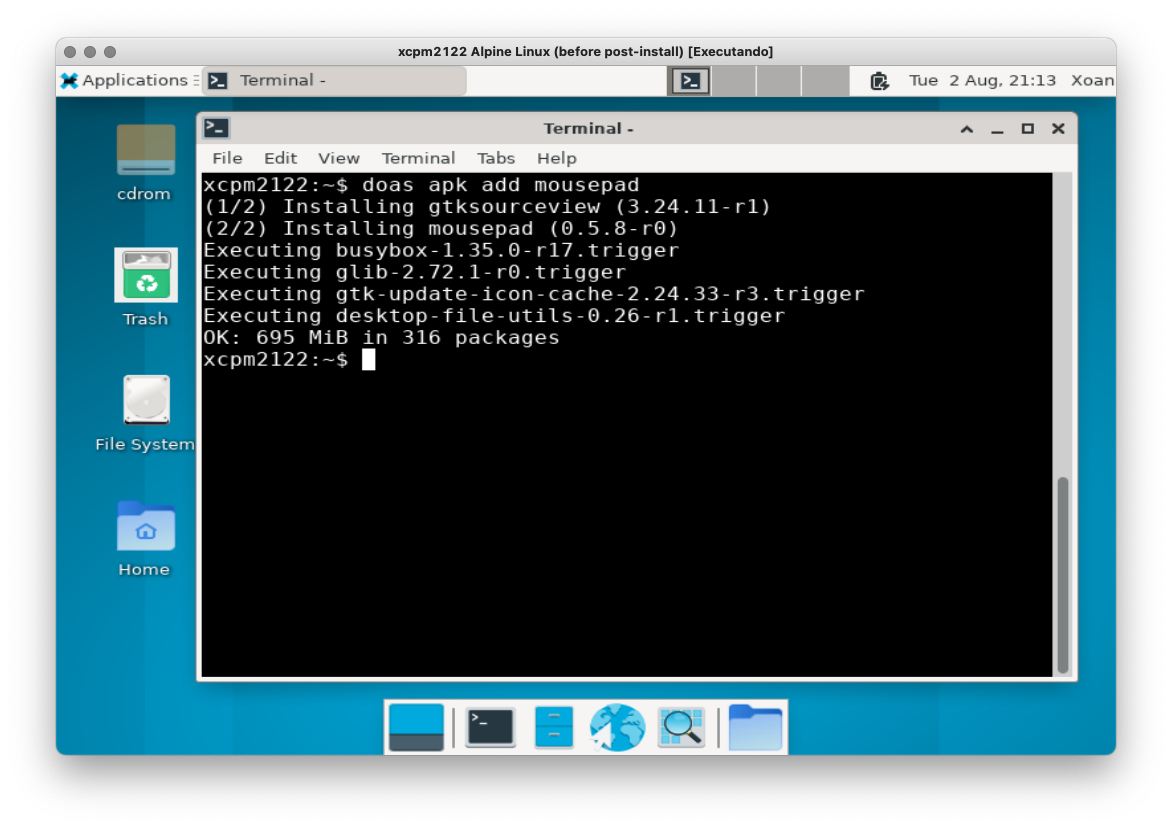 xcpm2122 Alpine Linux (before post-install) [Executando]
Applications Terminal - Tue 2 Aug, 21:13 Xoan
Terminal -
File Edit View Terminal Tabs Help
cdrom
Trash
File System
Home
xcpm2122:~$ doas apk add mousepad
(1/2) Installing gtksourceview (3.24.11-r1)
(2/2) Installing mousepad (0.5.8-r0)
Executing busybox-1.35.0-r17.trigger
Executing glib-2.72.1-r0.trigger
Executing gtk-update-icon-cache-2.24.33-r3.trigger
Executing desktop-file-utils-0.26-r1.trigger
OK: 695 MiB in 316 packages
xcpm2122:~$